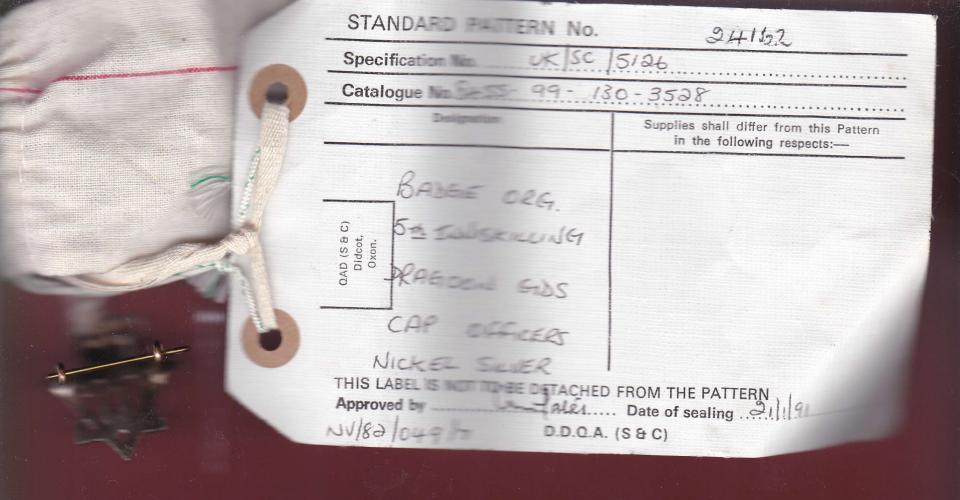 STANDARD PATTERN No. 24152
Specification No. UK/SC/5126
Catalogue No. 8455- 99- 130-3528
Designation
Supplies shall differ from this Pattern
in the following respects:—
BADGE ORG.
5th INNSKILLING
DRAGOON GDS
CAP OFFICERS
NICKEL SILVER
QAD (S & C)
Didcot,
Oxon.
THIS LABEL IS NOT TO BE DETACHED FROM THE PATTERN
Approved by Date of sealing 21/1/91
NV/82/049/
D.D.Q.A. (S & C)